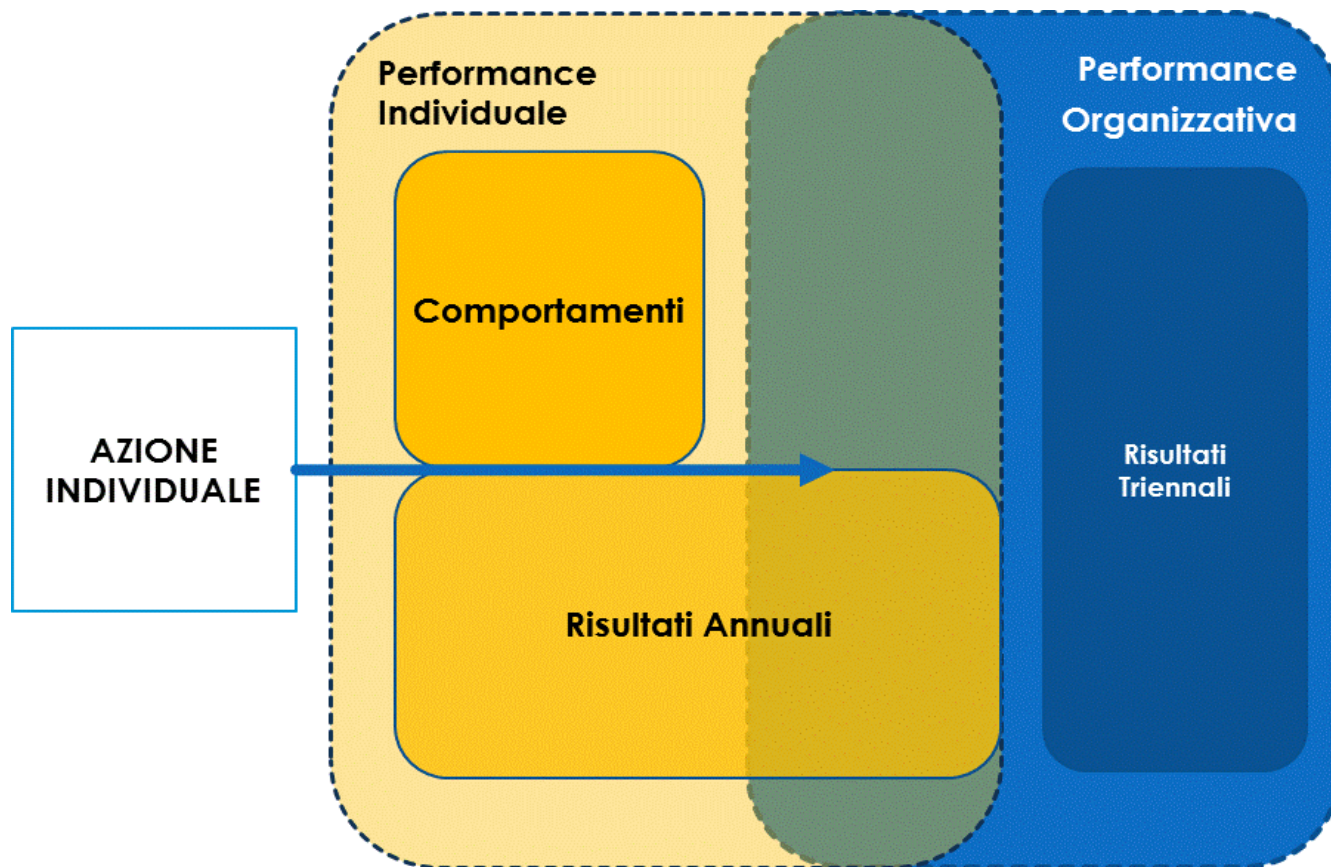 Performance
Individuale
Performance
Organizzativa
Comportamenti
AZIONE
INDIVIDUALE
Risultati
Triennali
Risultati Annuali